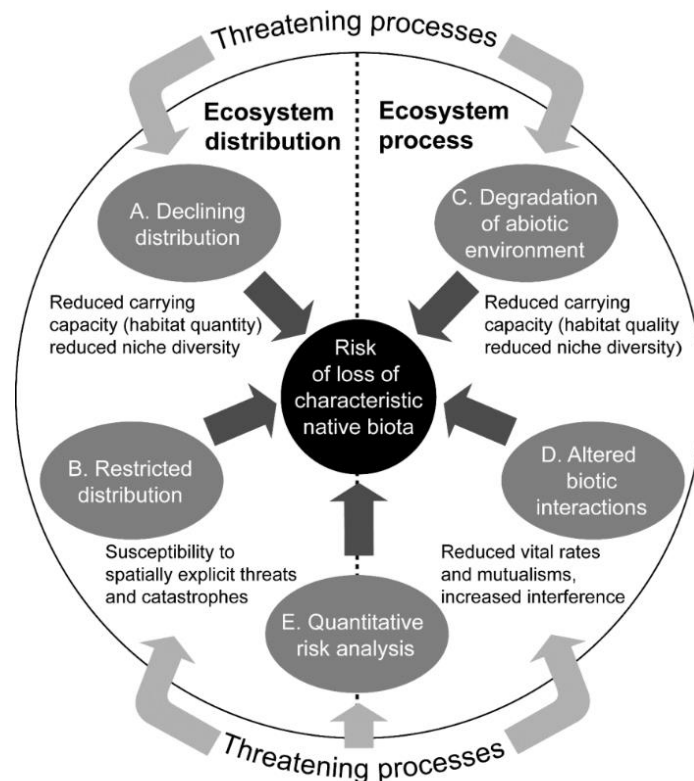 Threatening processes
Ecosystem
distribution
Ecosystem
process
A. Declining
distribution
C. Degradation
of abiotic
environment
Reduced carrying
capacity (habitat quantity)
reduced niche diversity
Reduced carrying
capacity (habitat quality
reduced niche diversity)
Risk
of loss of
characteristic
native biota
B. Restricted
distribution
D. Altered
biotic
interactions
Susceptibility to
spatially explicit threats
and catastrophes
Reduced vital rates
and mutualisms,
increased interference
E. Quantitative
risk analysis
Threatening processes